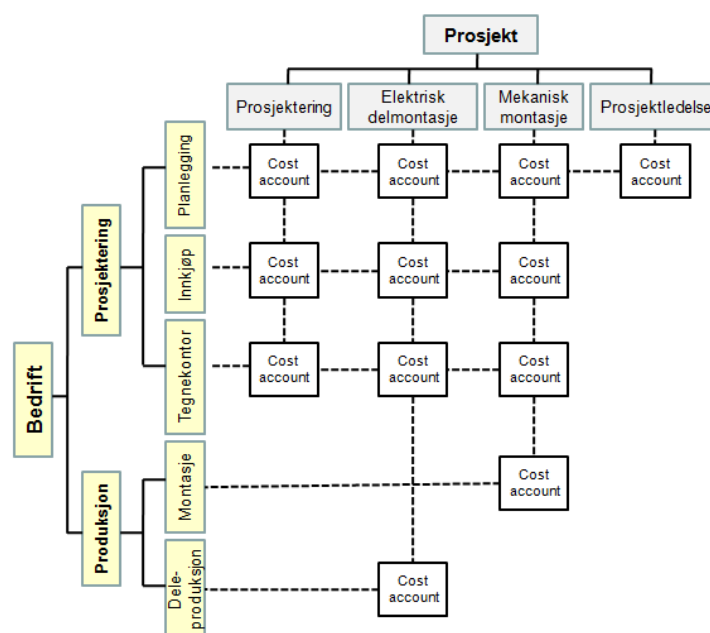 Prosjekt
Prosjektering
Elektrisk
delmontasje
Mekanisk
montasje
Prosjektledelse
Bedrift
Prosjektering
Planlegging
Cost
account
Cost
account
Cost
account
Cost
account
Innkjøp
Cost
account
Cost
account
Cost
account
Tegnekontor
Cost
account
Cost
account
Cost
account
Produksjon
Montasje
Cost
account
Dele-
produksjon
Cost
account